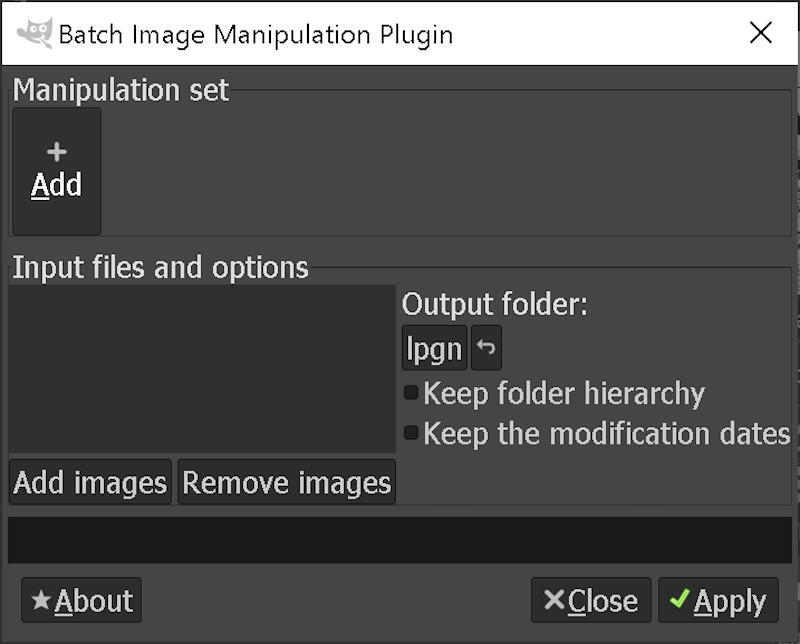 Batch Image Manipulation Plugin
Manipulation set
Add
Input files and options
Output folder:
lpgn
Keep folder hierarchy
Keep the modification dates
Add images Remove images
About Close Apply